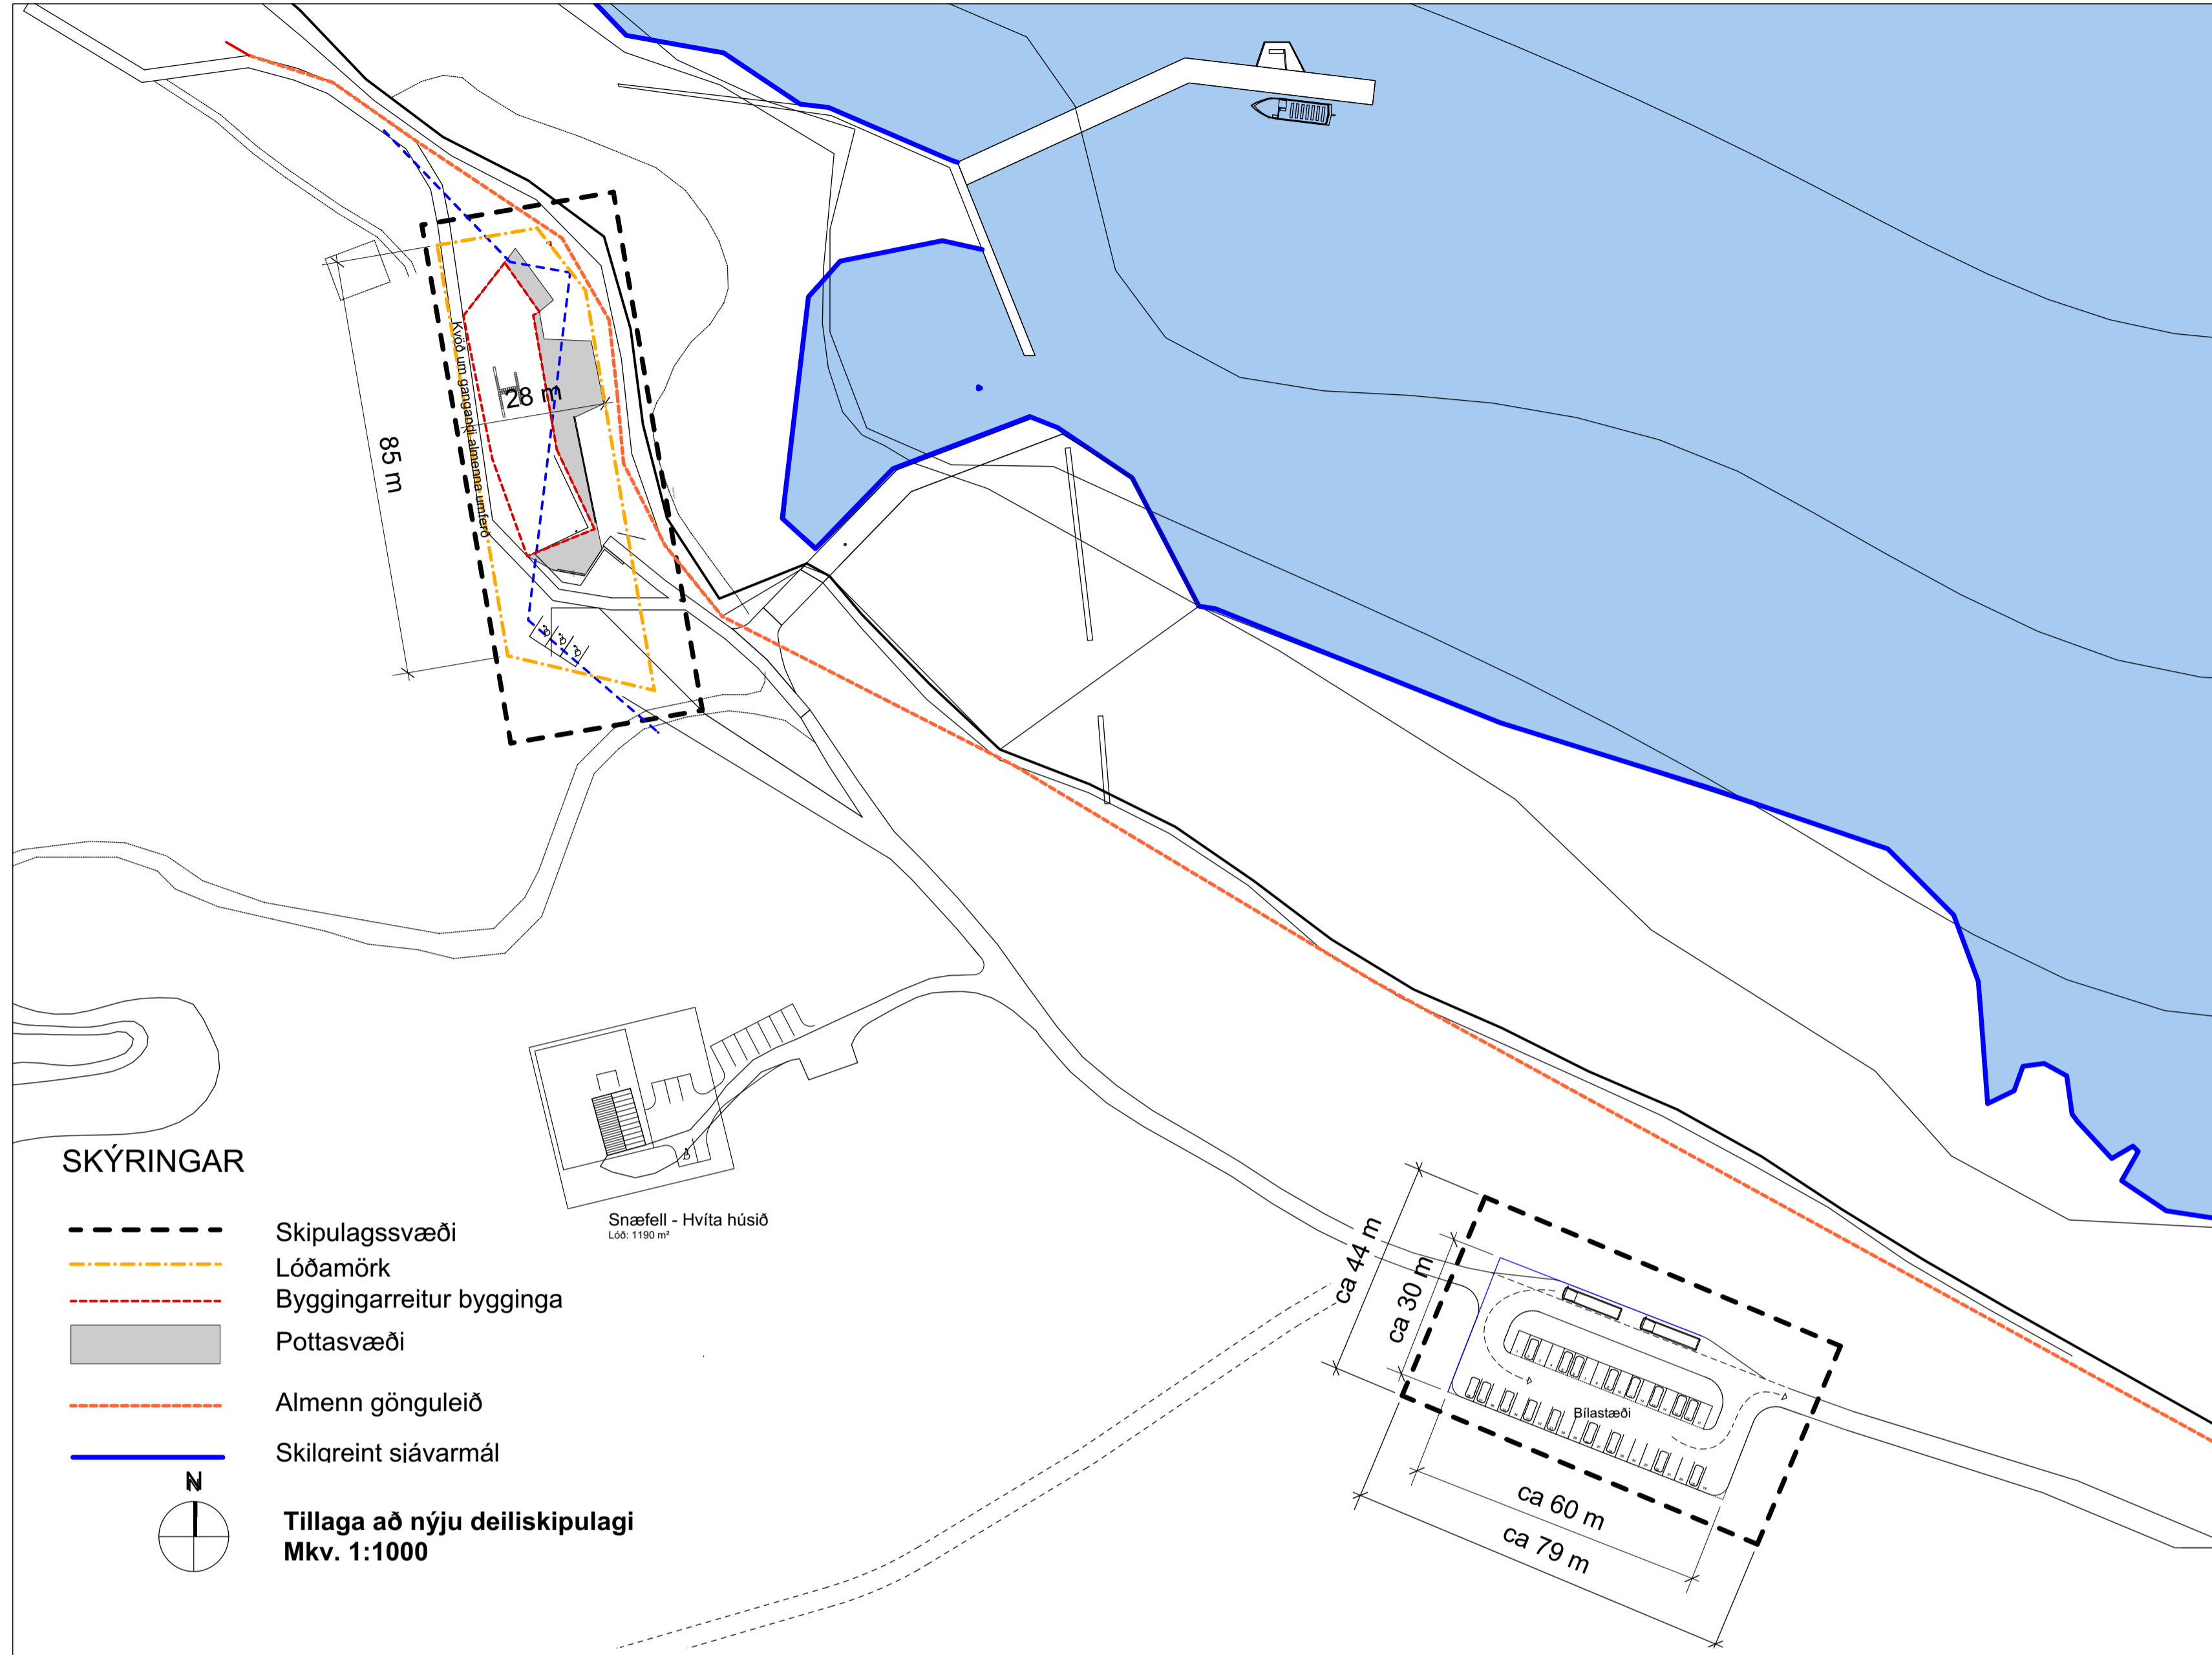 Kvöð um gangandi almenna umferð
28 m
85 m
Snæfell - Hvíta húsið
Lóð: 1190 m²
SKÝRINGAR
Skipulagssvæði
Lóðamörk
Byggingarreitur bygginga
Pottasvæði
Almenn gönguleið
Skilgreint sjávarmál
N
Tillaga að nýju deiliskipulagi
Mkv. 1:1000
ca 44 m
ca 30 m
Bílastæði
ca 60 m
ca 79 m